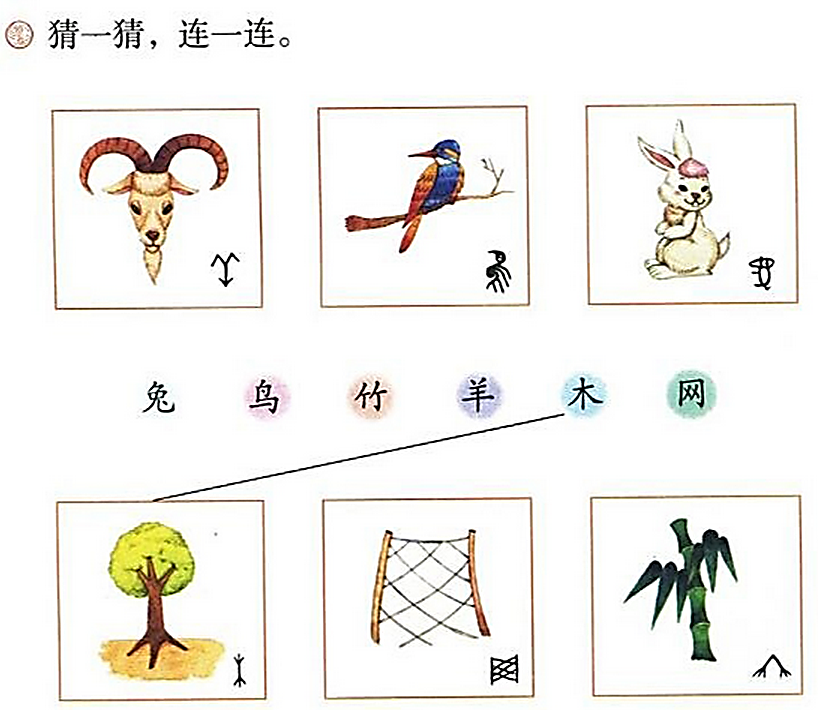 猜一猜，连一连。
兔 鸟 竹 羊 木 网